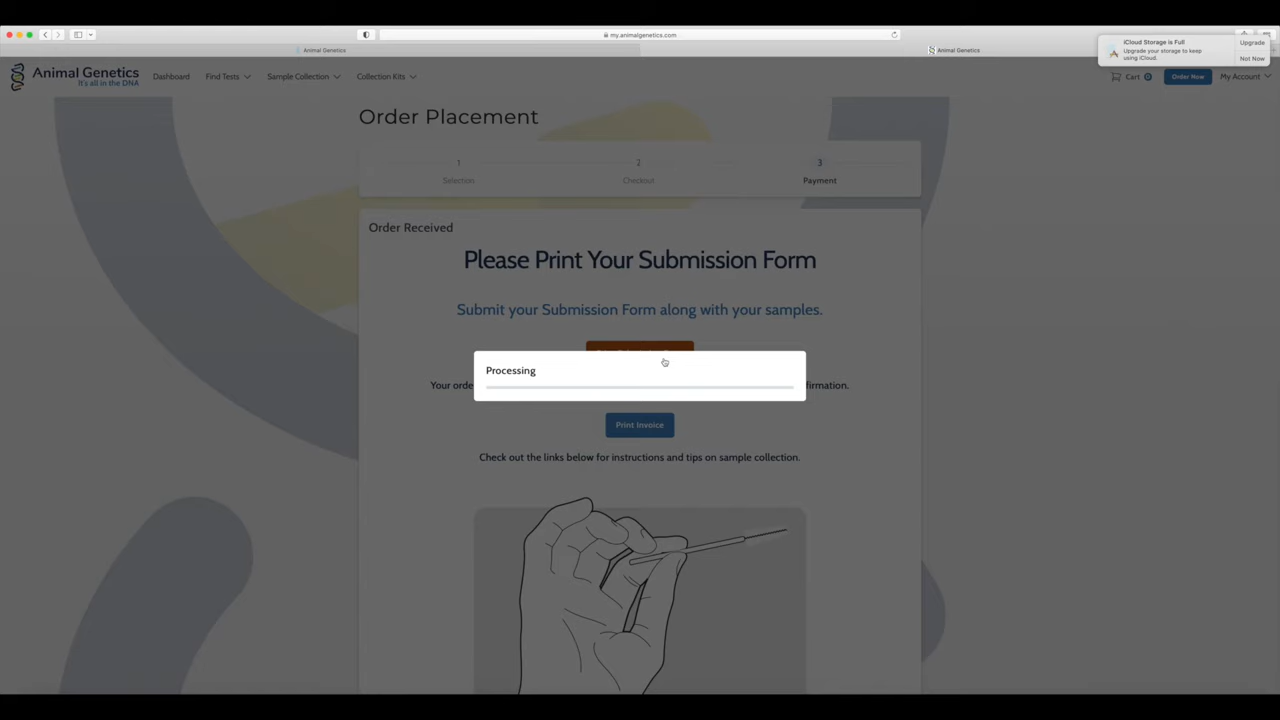 my.animalgenetics.com
Animal Genetics
Animal Genetics
iCloud Storage is Full
Upgrade your storage to keep
using iCloud.
Upgrade
Not Now
Animal Genetics
It's all in the DNA
Dashboard
Find Tests
Sample Collection
Collection Kits
Cart 0
Order Now
My Account
Order Placement
1
2
3
Selection
Checkout
Payment
Order Received
Please Print Your Submission Form
Submit your Submission Form along with your samples.
Processing
Your orde
firmation.
Print Invoice
Check out the links below for instructions and tips on sample collection.